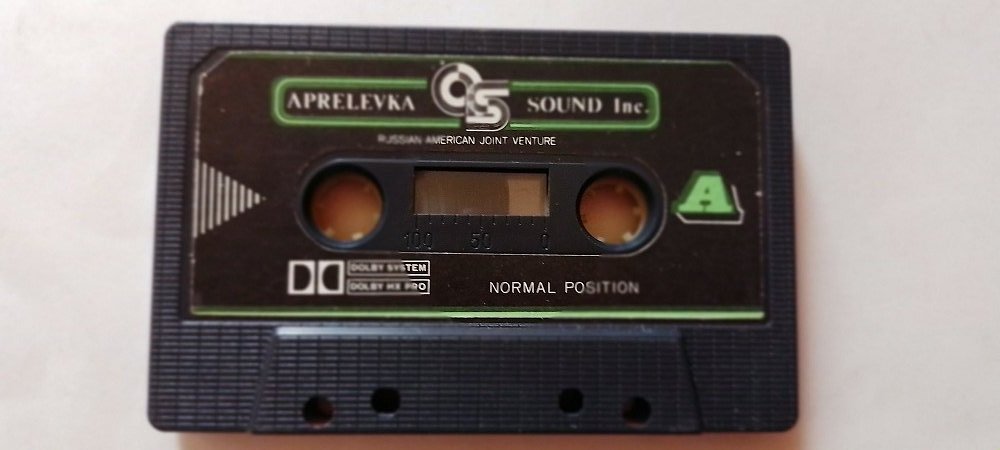 APRELEVKA SOUND Inc.
RUSSIAN AMERICAN JOINT VENTURE
A
100 50 0
DOLBY SYSTEM
DOLBY HX PRO
NORMAL POSITION